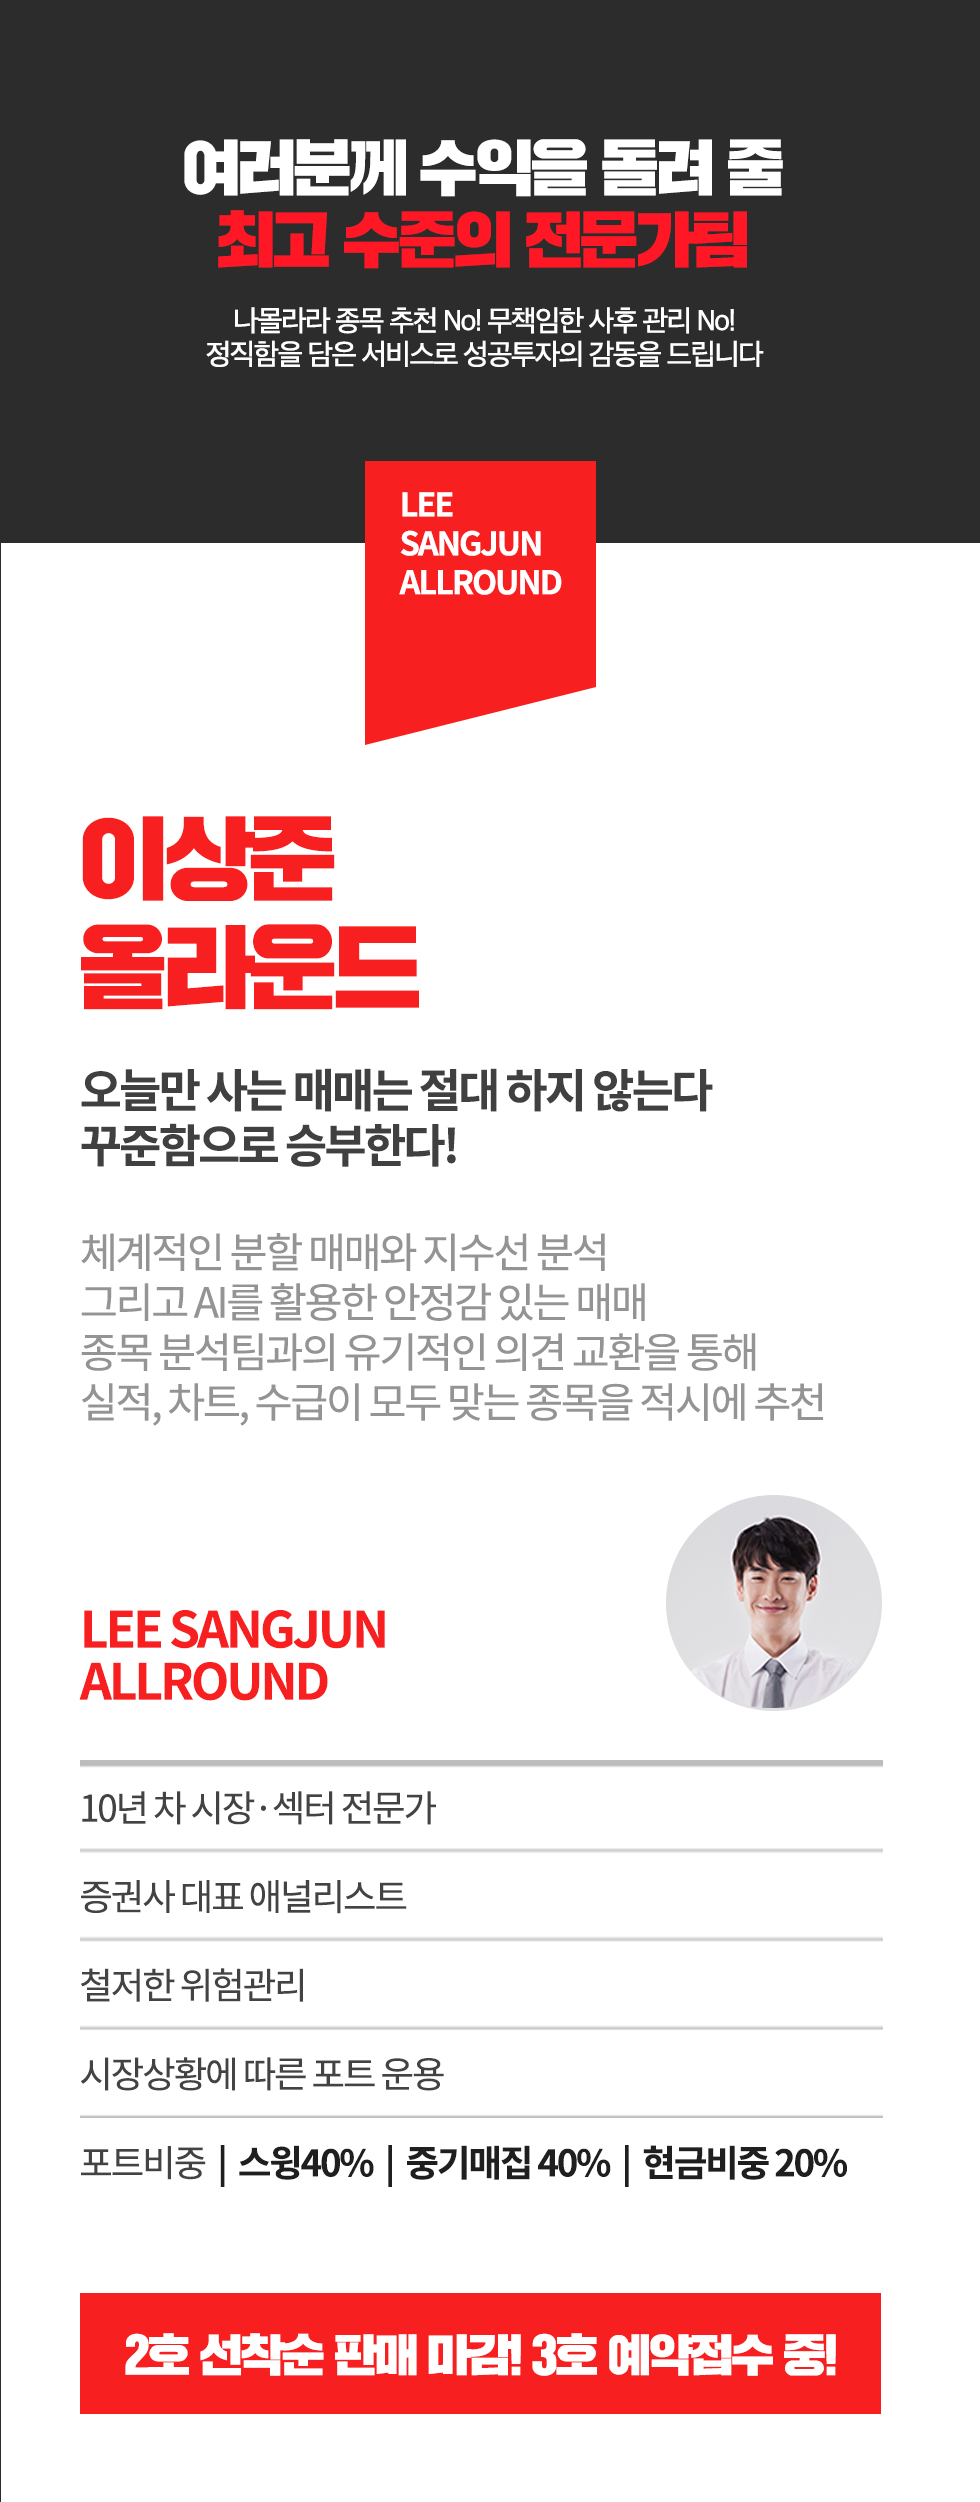 여러분께 수익을 돌려 줄
최고 수준의 전문가팀
나몰라라 종목 추천 No! 무책임한 사후 관리 No!
정직함을 담은 서비스로 성공투자의 감동을 드립니다
LEE
SANGJUN
ALLROUND
이상준
올라운드
오늘만 사는 매매는 절대 하지 않는다
꾸준함으로 승부한다!
체계적인 분할 매매와 지수선 분석
그리고 AI를 활용한 안정감 있는 매매
종목 분석팀과의 유기적인 의견 교환을 통해
실적, 차트, 수급이 모두 맞는 종목을 적시에 추천
LEE SANGJUN
ALLROUND
10년 차 시장·섹터 전문가
증권사 대표 애널리스트
철저한 위험관리
시장상황에 따른 포트 운용
포트비중 | 스윙40% | 중기매집 40% | 현금비중 20%
2호 선착순 판매 마감! 3호 예약접수 중!